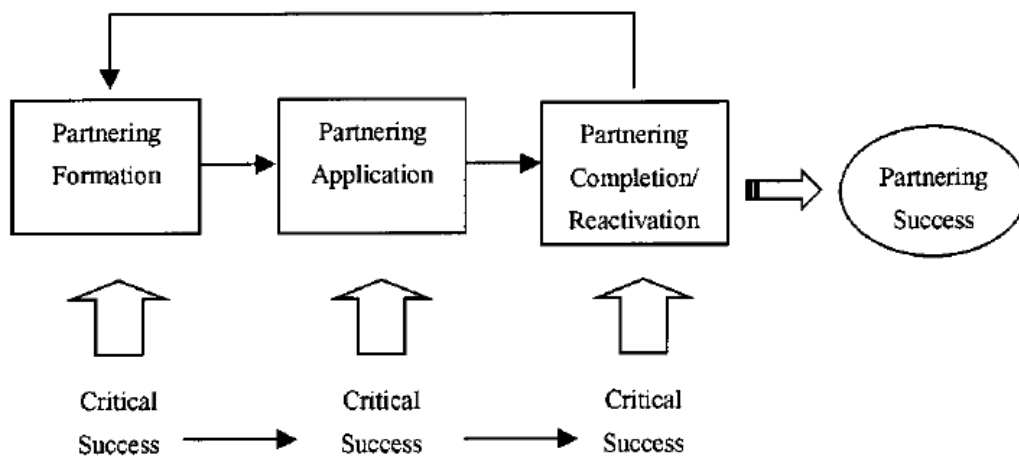 Partnering
Formation
Partnering
Application
Partnering
Completion/
Reactivation
Partnering
Success
Critical
Success
Critical
Success
Critical
Success